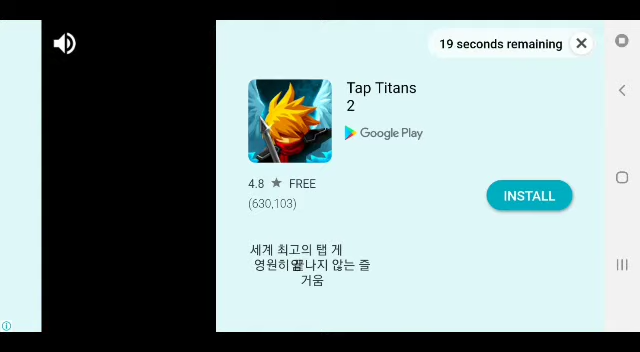 19 seconds remaining
Tap Titans
2
Google Play
4.8 ★ FREE
(630,103)
INSTALL
세계 최고의 탭 게
영원히 끝나지 않는 즐
거움